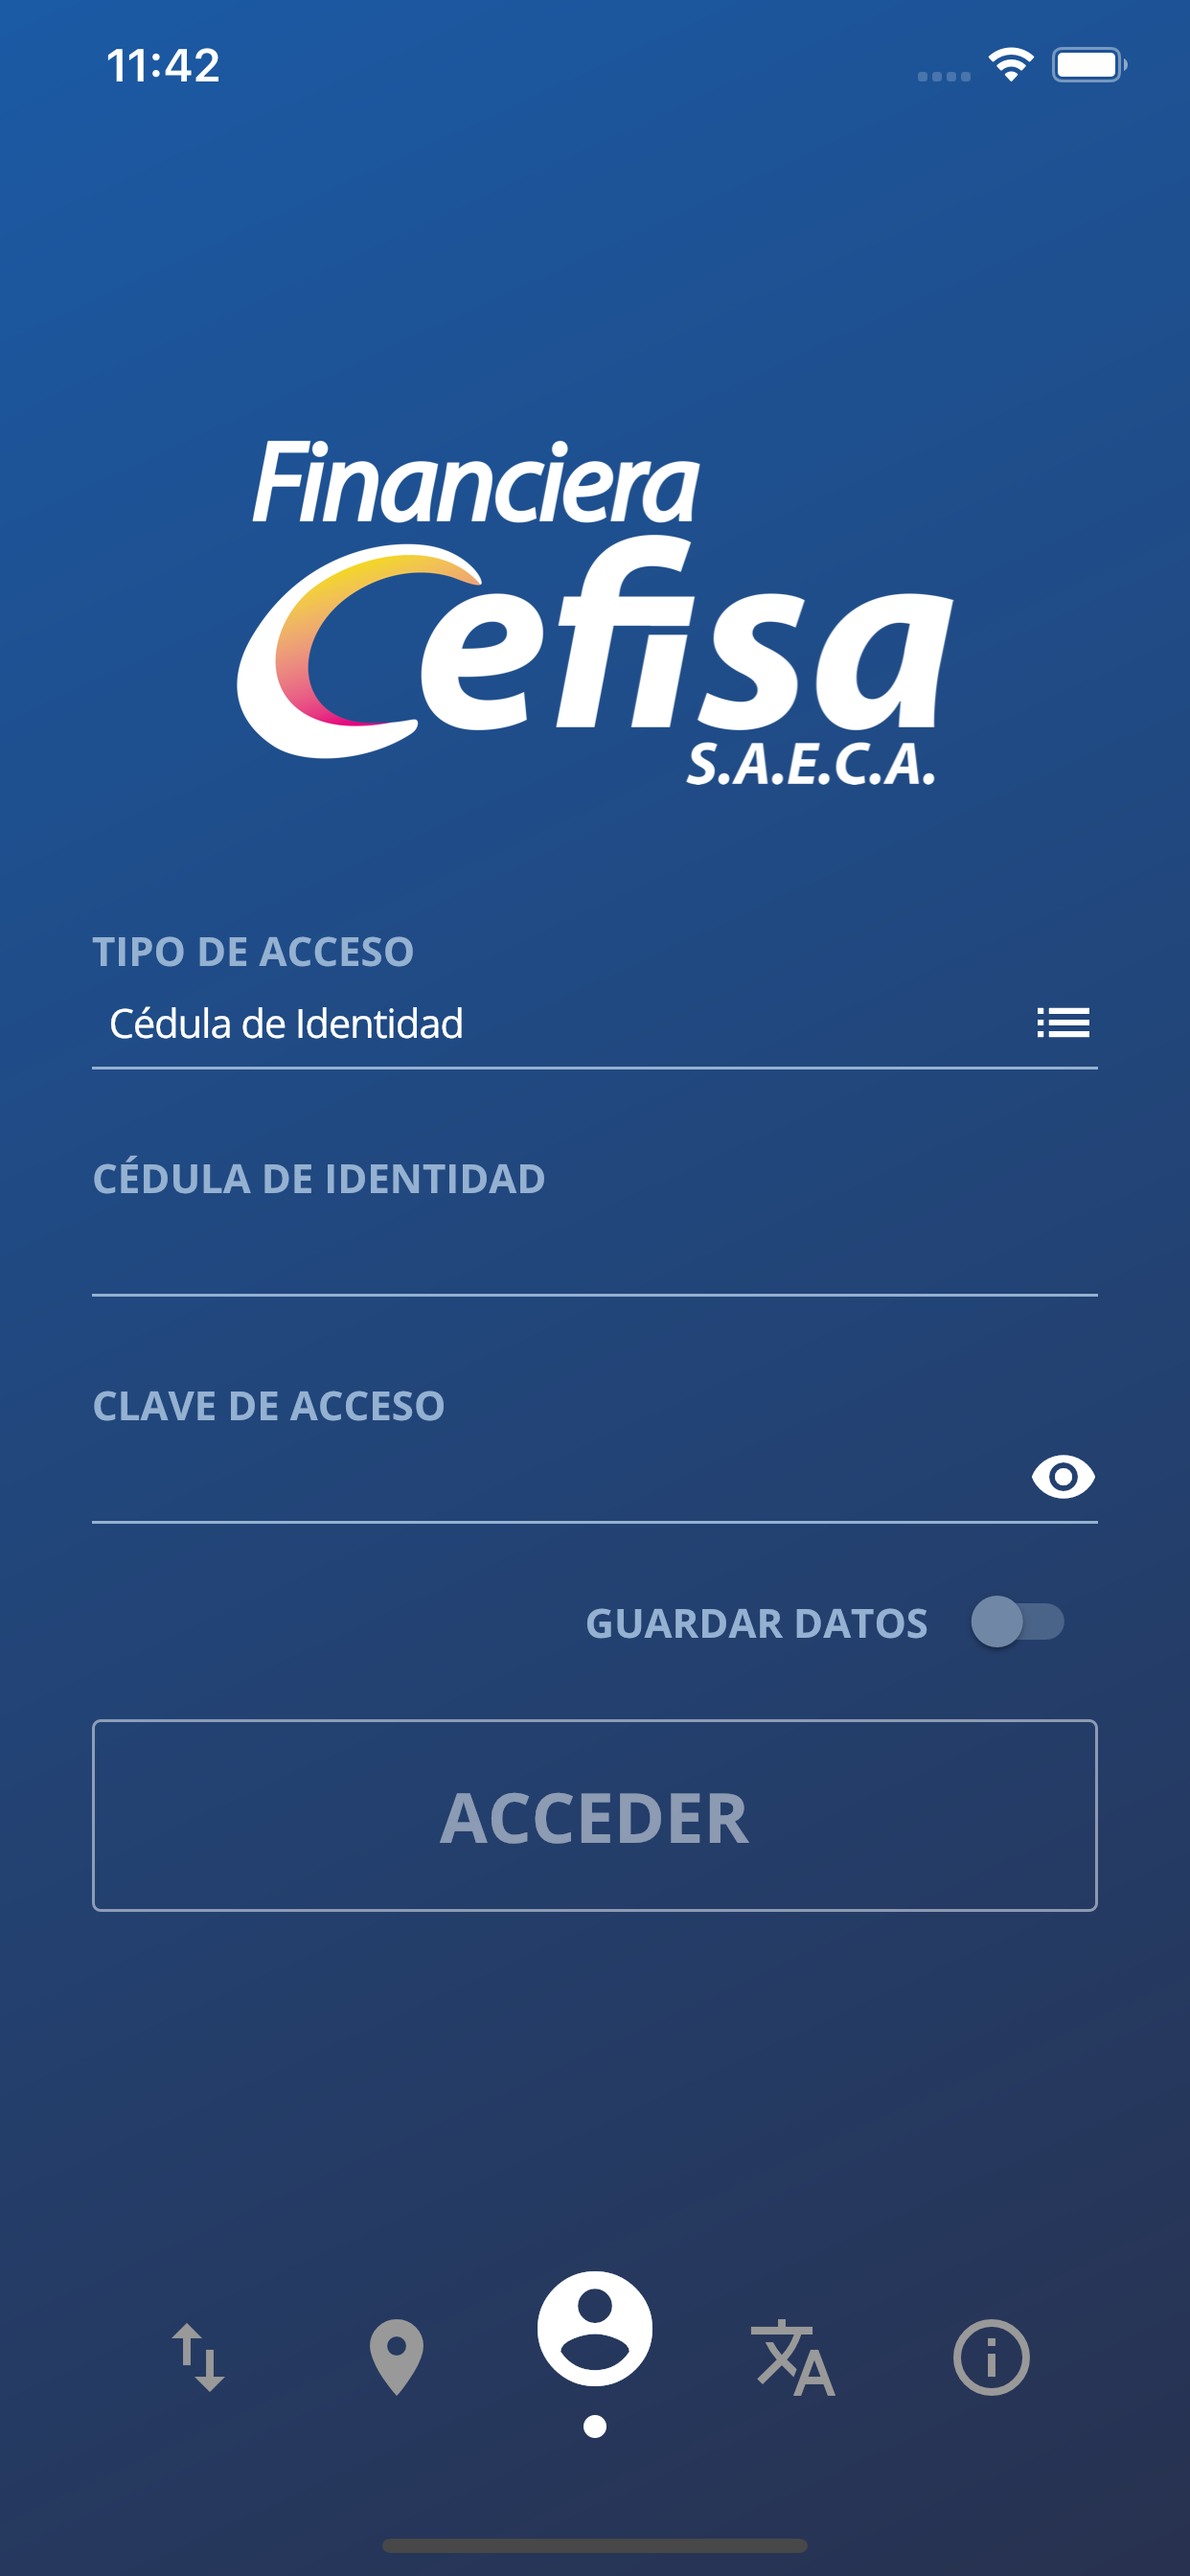 11:42
Financiera
Cefisa
S.A.E.C.A.
TIPO DE ACCESO
Cédula de Identidad
CÉDULA DE IDENTIDAD
CLAVE DE ACCESO
GUARDAR DATOS
ACCEDER